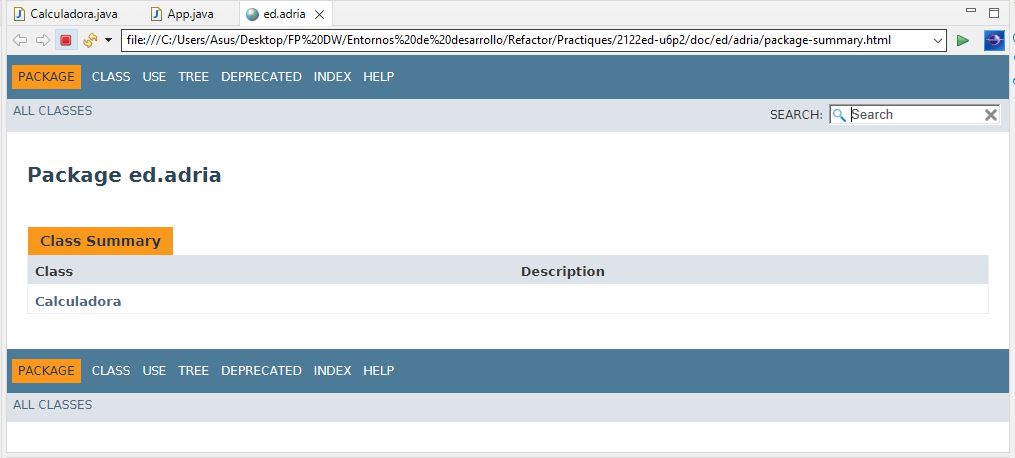 Calculadora.java App.java ed.adria
file:///C:/Users/Asus/Desktop/FP%20DW/Entornos%20de%20desarrollo/Refactor/Practiques/2122ed-u6p2/doc/ed/adria/package-summary.html
PACKAGE CLASS USE TREE DEPRECATED INDEX HELP
ALL CLASSES SEARCH: Search
Package ed.adria
Class Summary
Class Description
Calculadora
PACKAGE CLASS USE TREE DEPRECATED INDEX HELP
ALL CLASSES